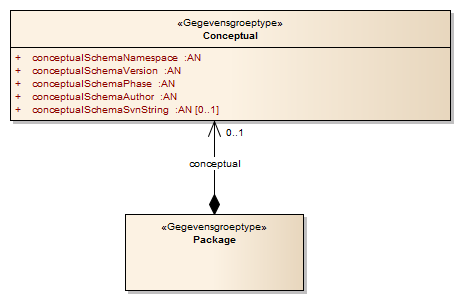 «Gegevensgroeptype»
Conceptual
+ conceptualSchemaNamespace :AN
+ conceptualSchemaVersion :AN
+ conceptualSchemaPhase :AN
+ conceptualSchemaAuthor :AN
+ conceptualSchemaSvnString :AN [0..1]
0..1
conceptual
«Gegevensgroeptype»
Package